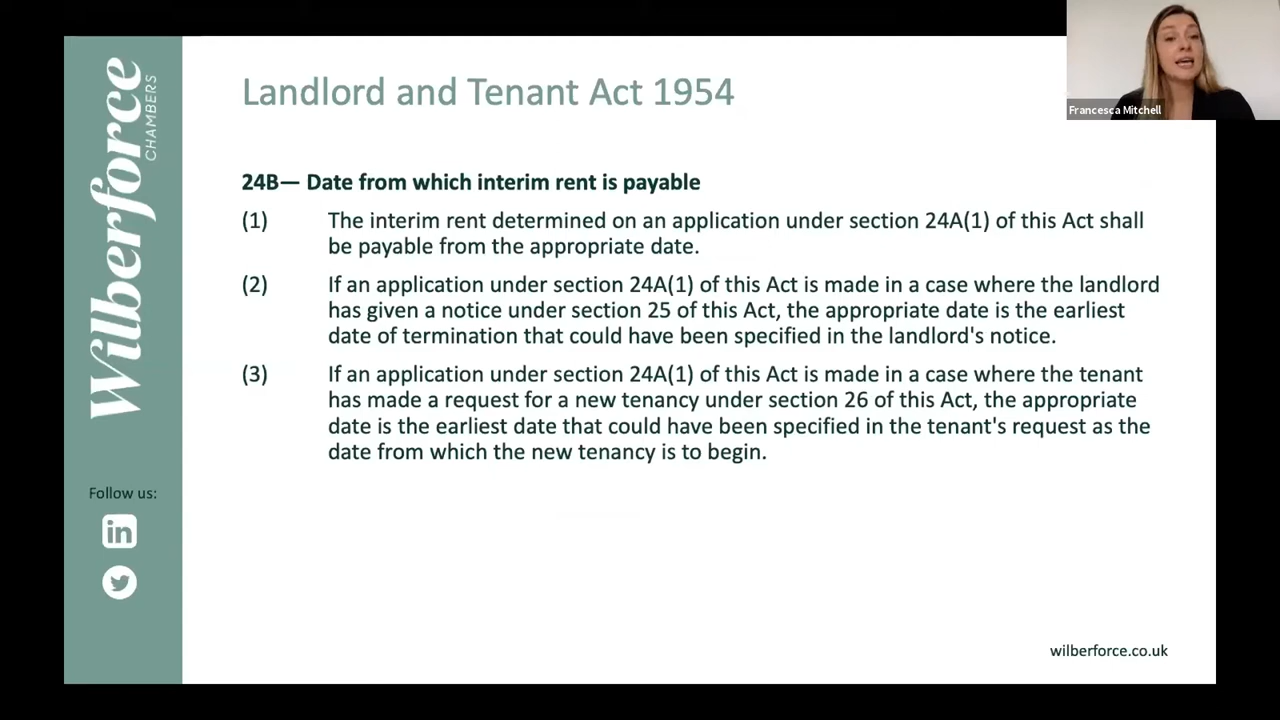 Landlord and Tenant Act 1954
Francesca Mitchell
Wilberforce
CHAMBERS
24B— Date from which interim rent is payable
(1) The interim rent determined on an application under section 24A(1) of this Act shall
be payable from the appropriate date.
(2) If an application under section 24A(1) of this Act is made in a case where the landlord
has given a notice under section 25 of this Act, the appropriate date is the earliest
date of termination that could have been specified in the landlord's notice.
(3) If an application under section 24A(1) of this Act is made in a case where the tenant
has made a request for a new tenancy under section 26 of this Act, the appropriate
date is the earliest date that could have been specified in the tenant's request as the
date from which the new tenancy is to begin.
Follow us:
in
wilberforce.co.uk